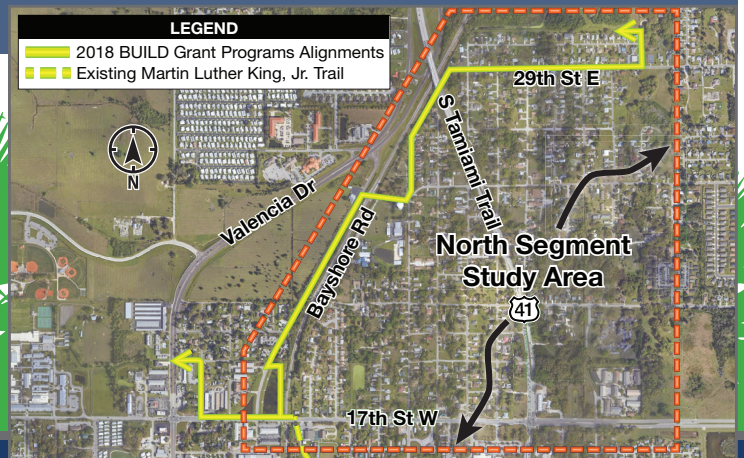 LEGEND
2018 BUILD Grant Programs Alignments
Existing Martin Luther King, Jr. Trail
29th St E
N
S Tamiami Trail
Valencia Dr
Bayshore Rd
North Segment
Study Area
41
17th St W